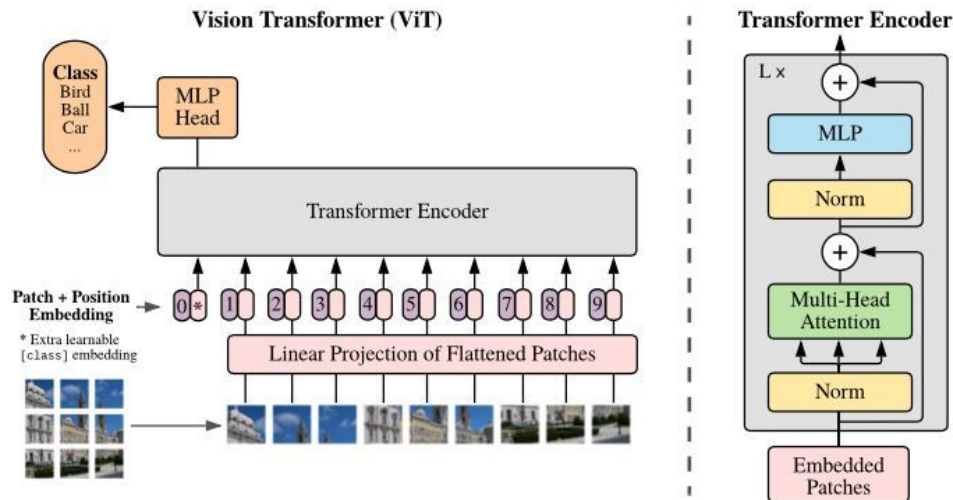 Vision Transformer (ViT)
Class
Bird
Ball
Car
...
MLP
Head
Transformer Encoder
Patch + Position
Embedding
* Extra learnable
[class] embedding
0 * 1 2 3 4 5 6 7 8 9
Linear Projection of Flattened Patches
Transformer Encoder
L ×
+
MLP
Norm
+
Multi-Head
Attention
Norm
Embedded
Patches